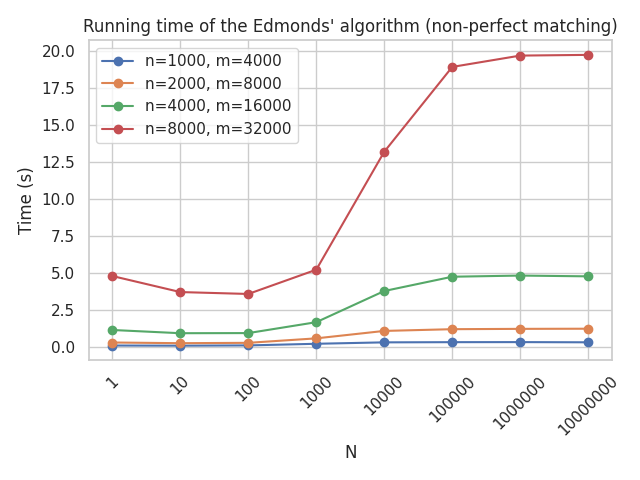 Running time of the Edmonds' algorithm (non-perfect matching)
n=1000, m=4000
n=2000, m=8000
n=4000, m=16000
n=8000, m=32000
Time (s)
20.0
17.5
15.0
12.5
10.0
7.5
5.0
2.5
0.0
1
10
100
1000
10000
100000
1000000
10000000
N